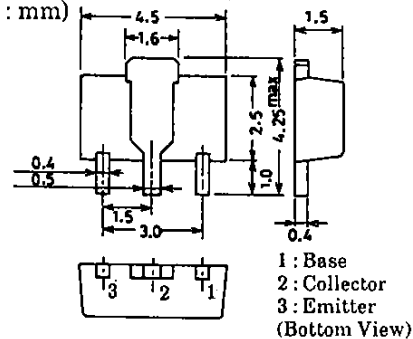 : mm)
4.5
1.6
1.5
0.4
0.5
2.5
4.25max
1.0
1.5
3.0
0.4
3 2 1
1 : Base
2 : Collector
3 : Emitter
(Bottom View)